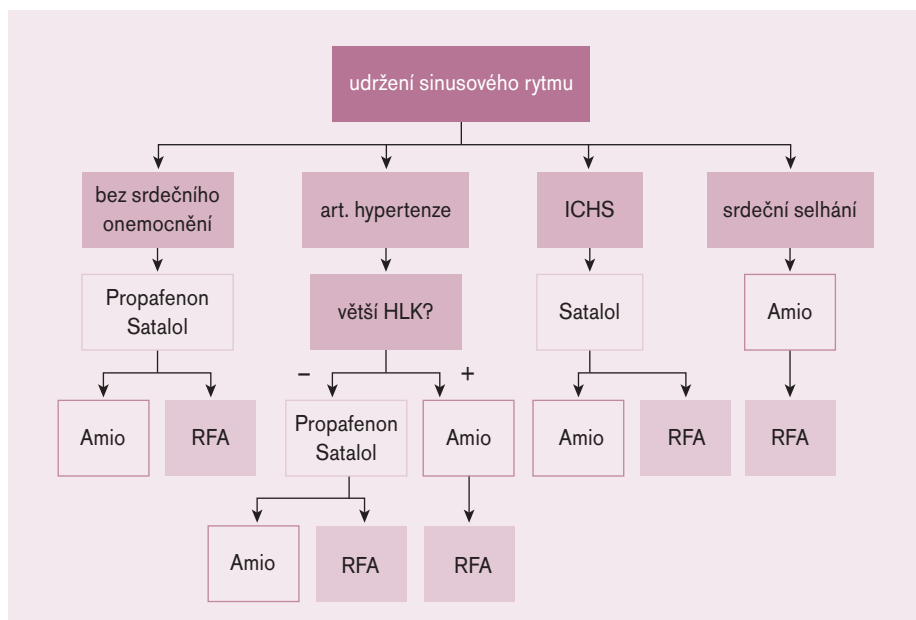 udržení sinusového rytmu
bez srdečního
onemocnění
art. hypertenze
ICHS
srdeční selhání
Propafenon
Satalol
větší HLK?
Satalol
Amio
–
+
Amio
RFA
Propafenon
Satalol
Amio
Amio
RFA
RFA
Amio
RFA
RFA